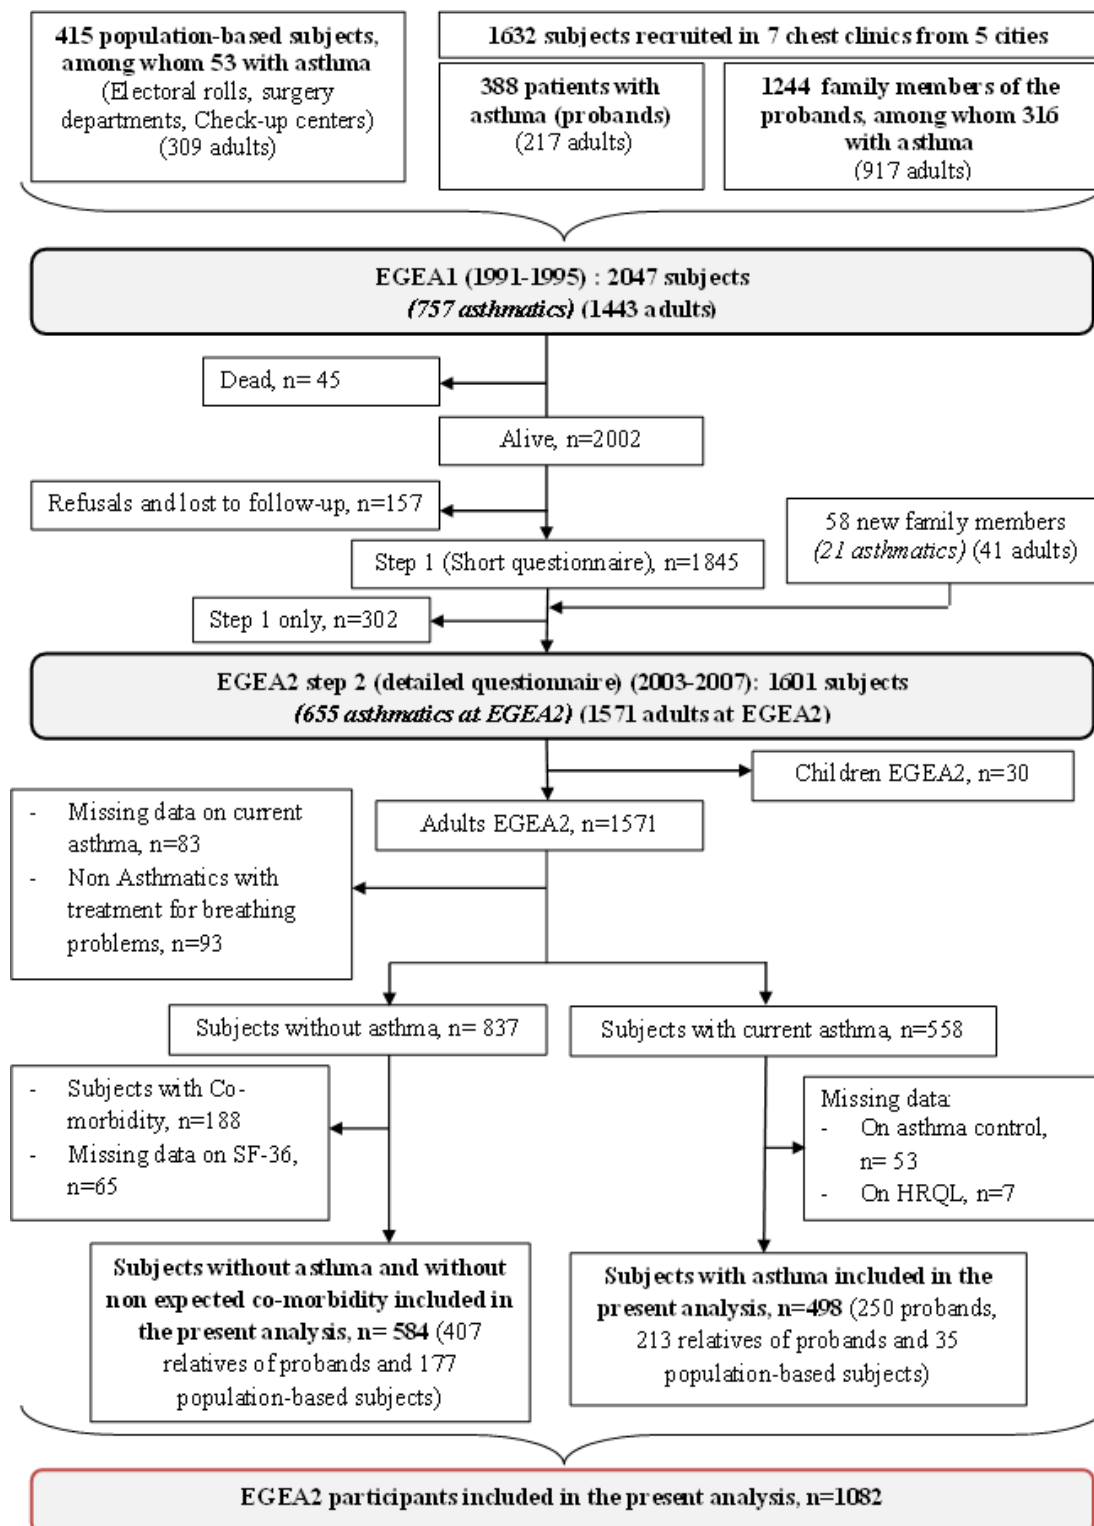 415 population-based subjects,
among whom 53 with asthma
(Electoral rolls, surgery
departments, Check-up centers)
(309 adults)
1632 subjects recruited in 7 chest clinics from 5 cities
388 patients with
asthma (probands)
(217 adults)
1244 family members of the
probands, among whom 316
with asthma
(917 adults)
EGEA1 (1991-1995) : 2047 subjects
(757 asthmatics) (1443 adults)
Dead, n= 45
Alive, n=2002
Refusals and lost to follow-up, n=157
58 new family members
(21 asthmatics) (41 adults)
Step 1 (Short questionnaire), n=1845
Step 1 only, n=302
EGEA2 step 2 (detailed questionnaire) (2003-2007): 1601 subjects
(655 asthmatics at EGEA2) (1571 adults at EGEA2)
Children EGEA2, n=30
Adults EGEA2, n=1571
- Missing data on current
asthma, n=83
- Non Asthmatics with
treatment for breathing
problems, n=93
Subjects without asthma, n= 837
Subjects with current asthma, n=558
- Subjects with Co-
morbidity, n=188
- Missing data on SF-36,
n=65
Missing data:
- On asthma control,
n= 53
- On HRQL, n=7
Subjects without asthma and without
non expected co-morbidity included in
the present analysis, n= 584 (407
relatives of probands and 177
population-based subjects)
Subjects with asthma included in the
present analysis, n=498 (250 probands,
213 relatives of probands and 35
population-based subjects)
EGEA2 participants included in the present analysis, n=1082